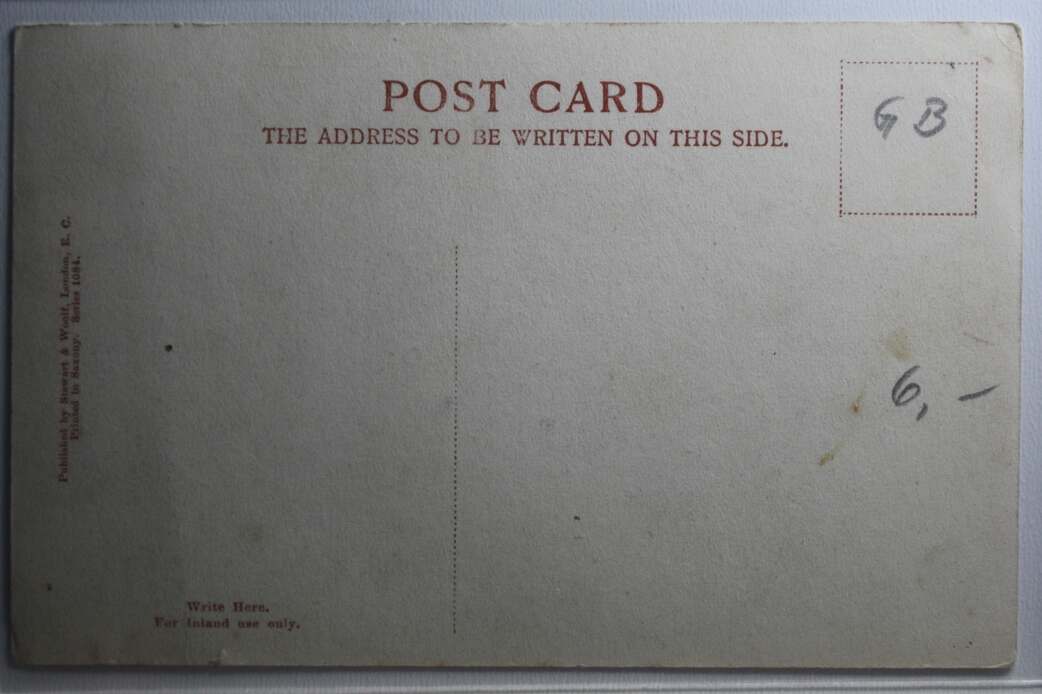 POST CARD
THE ADDRESS TO BE WRITTEN ON THIS SIDE.
G B
Published by Stewart & Woolf, London, E. C.
Printed in Saxony. Series 1084.
6, –
Write Here.
For Inland use only.